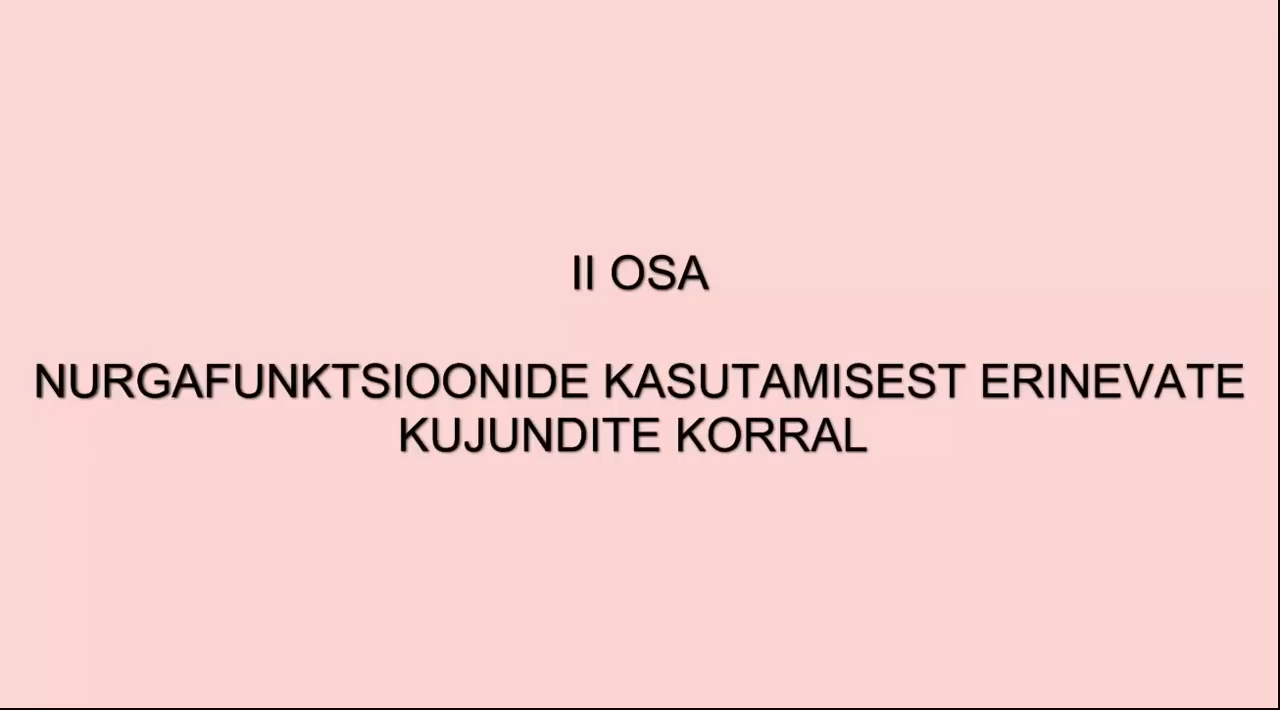 II OSA
NURGAFUNKTSIOONIDE KASUTAMISEST ERINEVATE
KUJUNDITE KORRAL